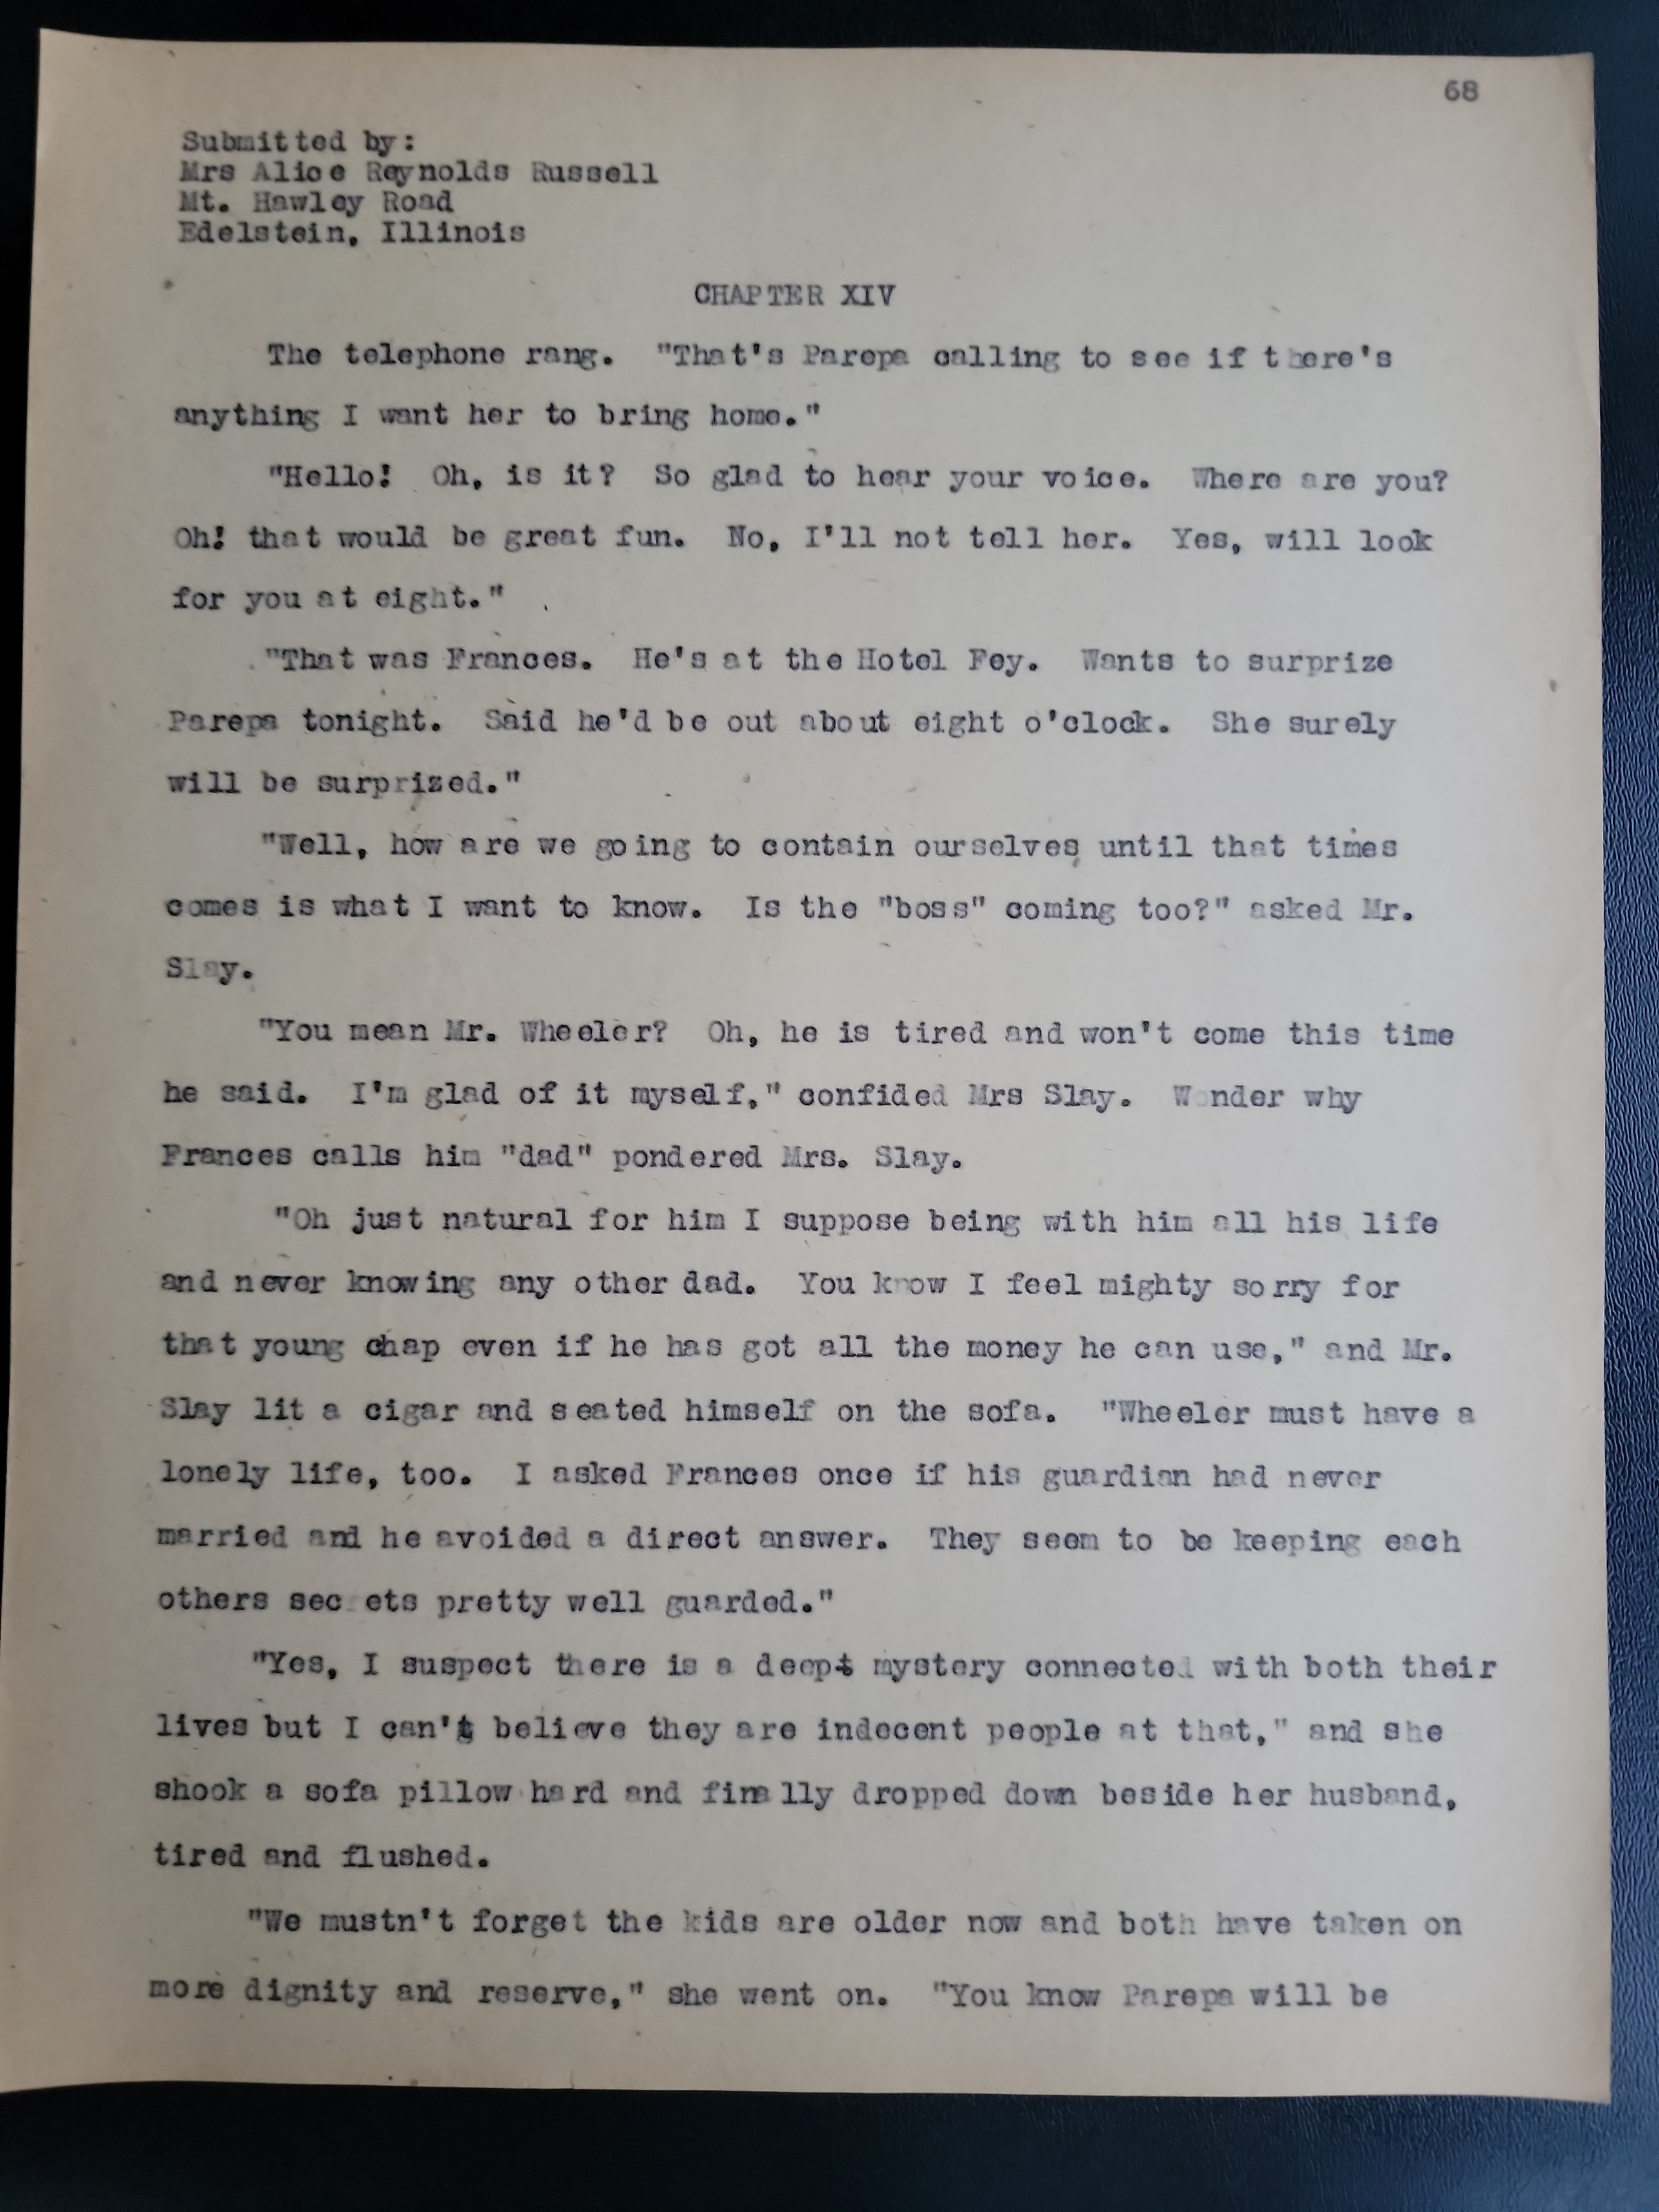 68
Submitted by:
Mrs Alice Reynolds Russell
Mt. Hawley Road
Edelstein, Illinois
CHAPTER XIV
The telephone rang. "That's Parepa calling to see if there's
anything I want her to bring home."
"Hello! Oh, is it? So glad to hear your voice. Where are you?
Oh! that would be great fun. No, I'll not tell her. Yes, will look
for you at eight."
"That was Frances. He's at the Hotel Fey. Wants to surprize
Parepa tonight. Said he'd be out about eight o'clock. She surely
will be surprized."
"Well, how are we going to contain ourselves until that times
comes is what I want to know. Is the "boss" coming too?" asked Mr.
Slay.
"You mean Mr. Wheeler? Oh, he is tired and won't come this time
he said. I'm glad of it myself," confided Mrs Slay. Wonder why
Frances calls him "dad" pondered Mrs. Slay.
"Oh just natural for him I suppose being with him all his life
and never knowing any other dad. You know I feel mighty sorry for
that young chap even if he has got all the money he can use," and Mr.
Slay lit a cigar and seated himself on the sofa. "Wheeler must have a
lonely life, too. I asked Frances once if his guardian had never
married and he avoided a direct answer. They seem to be keeping each
others secrets pretty well guarded."
"Yes, I suspect there is a deept mystery connected with both their
lives but I can't believe they are indecent people at that," and she
shook a sofa pillow hard and finally dropped down beside her husband,
tired and flushed.
"We mustn't forget the kids are older now and both have taken on
more dignity and reserve," she went on. "You know Parepa will be